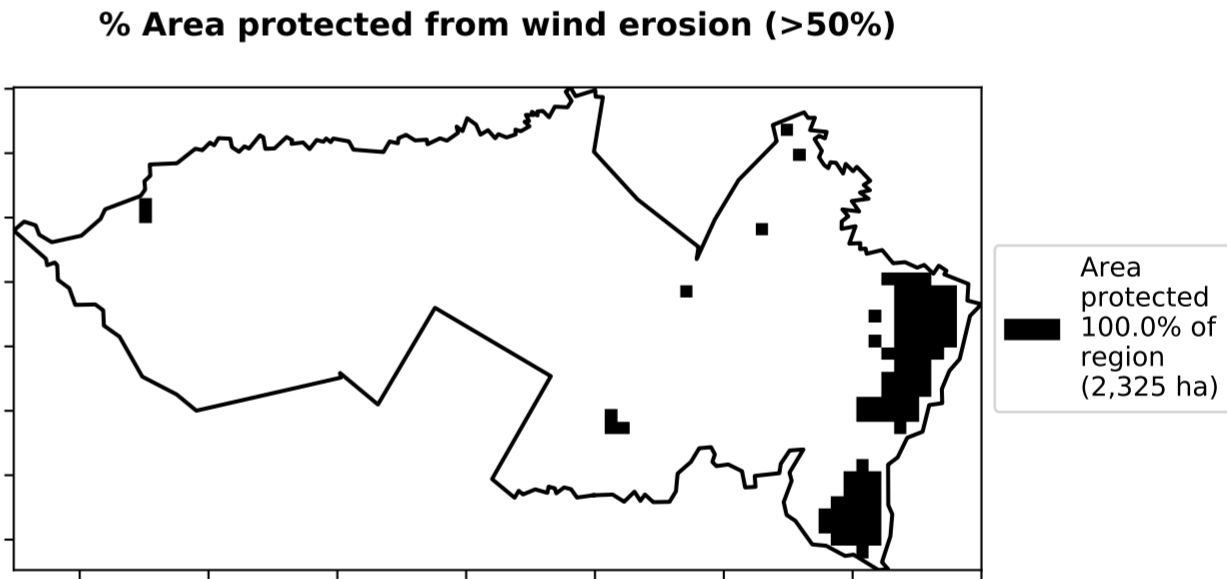 % Area protected from wind erosion (>50%)
Area
protected
100.0% of
region
(2,325 ha)